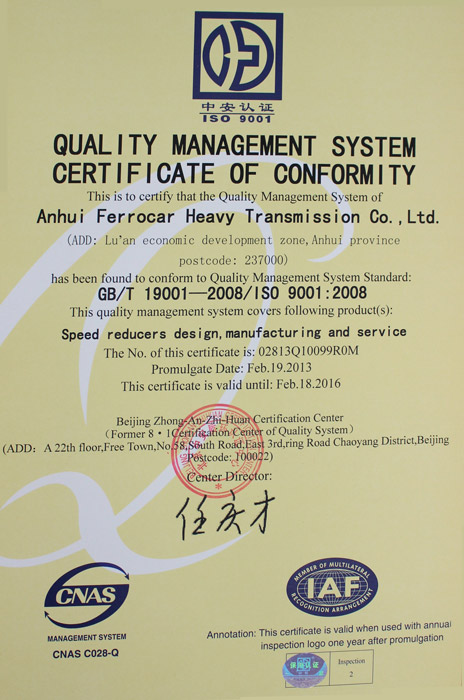 中安认证
ISO 9001
QUALITY MANAGEMENT SYSTEM
CERTIFICATE OF CONFORMITY
This is to certify that the Quality Management System of
Anhui Ferrocar Heavy Transmission Co.,Ltd.
(ADD: Lu'an economic development zone,Anhui province
postcode: 237000)
has been found to conform to Quality Management System Standard:
GB/T 19001—2008/ISO 9001:2008
This quality management system covers following product(s):
Speed reducers design,manufacturing and service
The No. of this certificate is: 02813Q10099R0M
Promulgate Date: Feb.19.2013
This certificate is valid until: Feb.18.2016
Beijing Zhong-An-Zhi-Huan Certification Center
(Former 8·1Certification Center of Quality System)
(ADD: A 22th floor,Free Town,No.58,South Road,East 3rd,ring Road Chaoyang District,Beijing
Postcode: 100022)
Center Director:
任庆才
CNAS
MANAGEMENT SYSTEM
CNAS C028-Q
MEMBER OF MULTILATERAL
IAF
RECOGNITION ARRANGEMENT
Annotation: This certificate is valid when used with annual
inspection logo one year after promulgation
Inspection
2